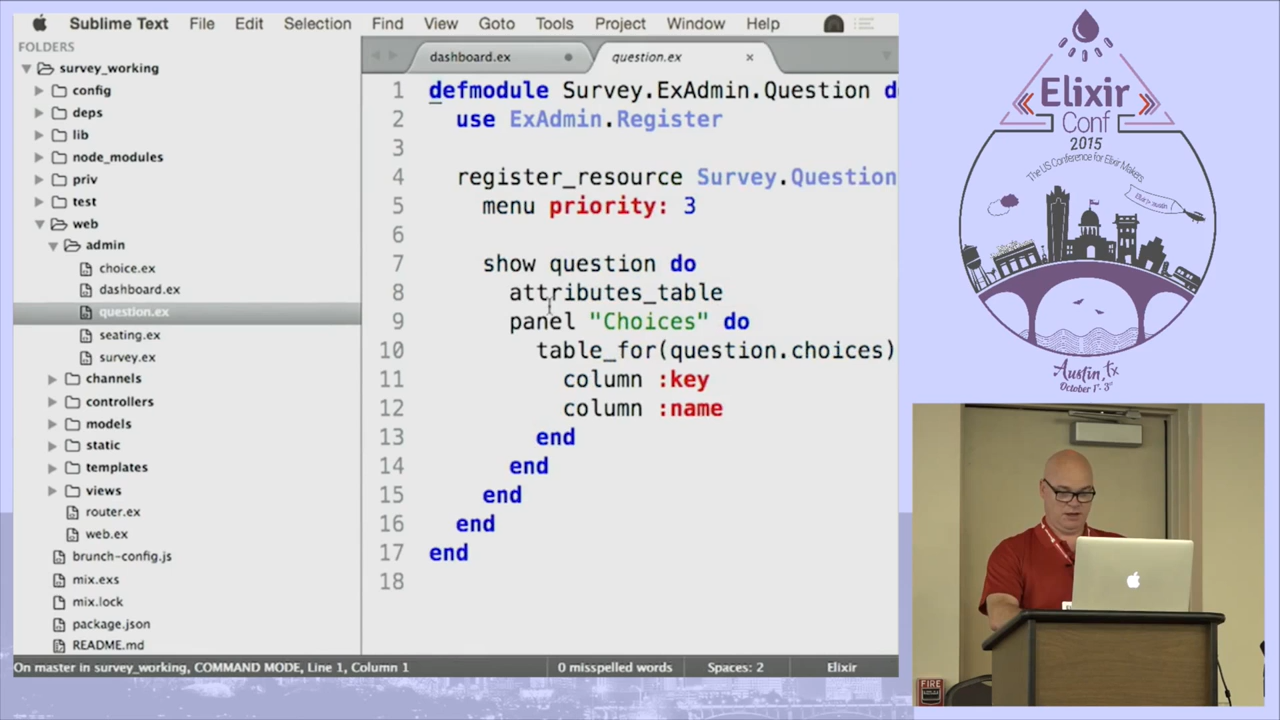 Sublime Text File Edit Selection Find View Goto Tools Project Window Help
FOLDERS
survey_working
config
deps
lib
node_modules
priv
test
web
admin
choice.ex
dashboard.ex
question.ex
seating.ex
survey.ex
channels
controllers
models
static
templates
views
router.ex
web.ex
brunch-config.js
mix.exs
mix.lock
package.json
README.md
dashboard.ex
question.ex
1 defmodule Survey.ExAdmin.Question d
2 use ExAdmin.Register
3
4 register_resource Survey.Question
5 menu priority: 3
6
7 show question do
8 attributes_table
9 panel "Choices" do
10 table_for(question.choices)
11 column :key
12 column :name
13 end
14 end
15 end
16 end
17 end
18
On master in survey_working, COMMAND MODE, Line 1, Column 1 0 misspelled words Spaces: 2 Elixir
Elixir
Conf
2015
The US Conference for Elixir Makers
Austin, TX
October 1st - 3rd
FIRE